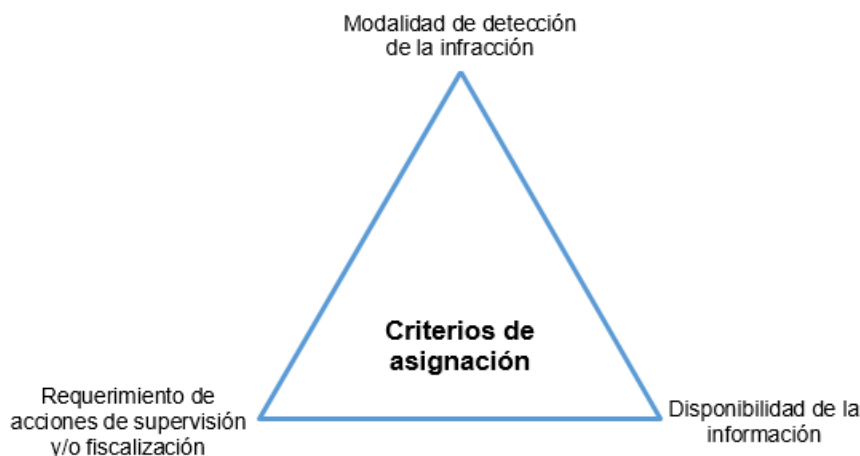 Modalidad de detección
de la infracción
Criterios de
asignación
Requerimiento de
acciones de supervisión
y/o fiscalización
Disponibilidad de la
información